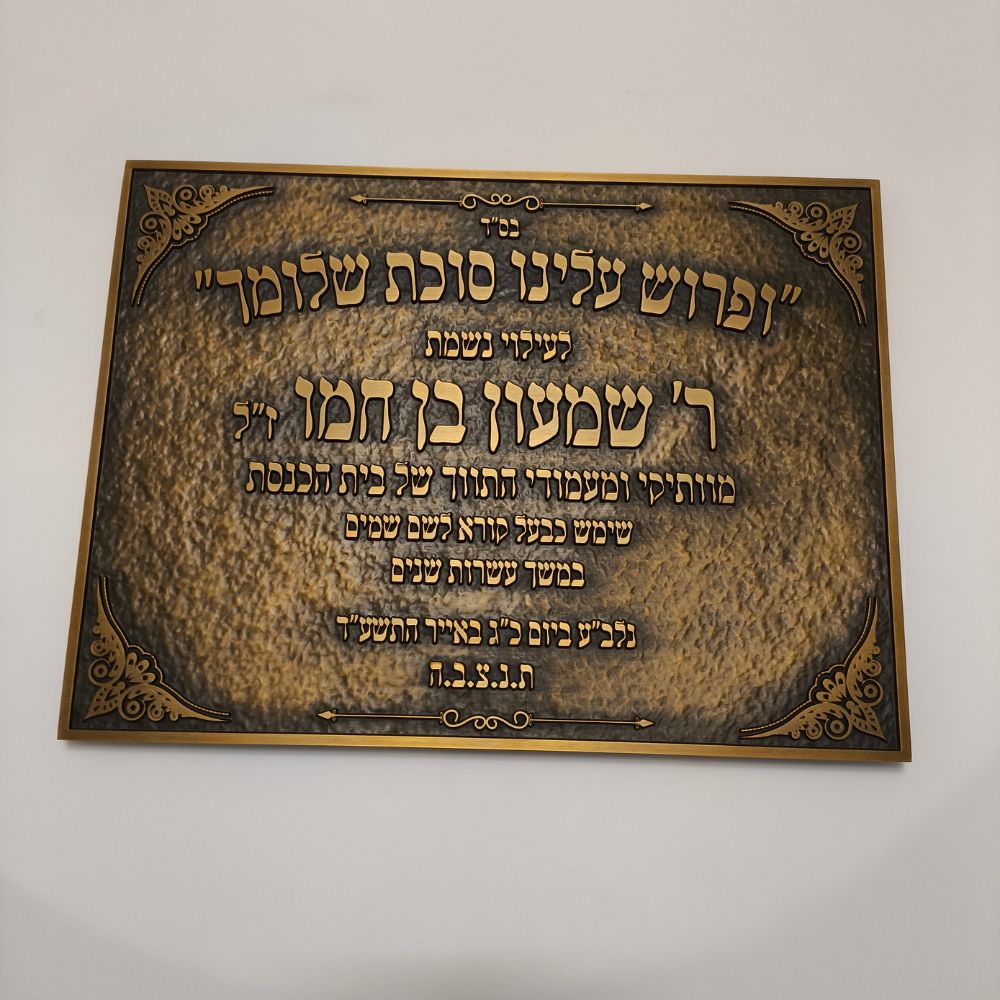 בס"ד
"ופרוש עלינו סוכת שלומך"
לעילוי נשמת
ר' שמעון בן חמו ז"ל
מוותיקי ומעמודי התווך של בית הכנסת
שימש כבעל קורא לשם שמים
במשך עשרות שנים
נלב"ע ביום כ"ג באייר התשע"ד
ת.נ.צ.ב.ה